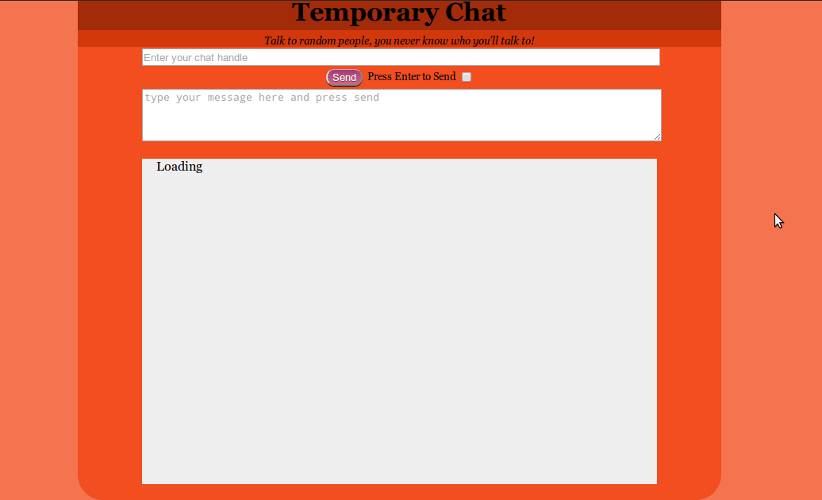 Temporary Chat
Talk to random people, you never know who you'll talk to!
Enter your chat handle
Send Press Enter to Send
type your message here and press send
Loading